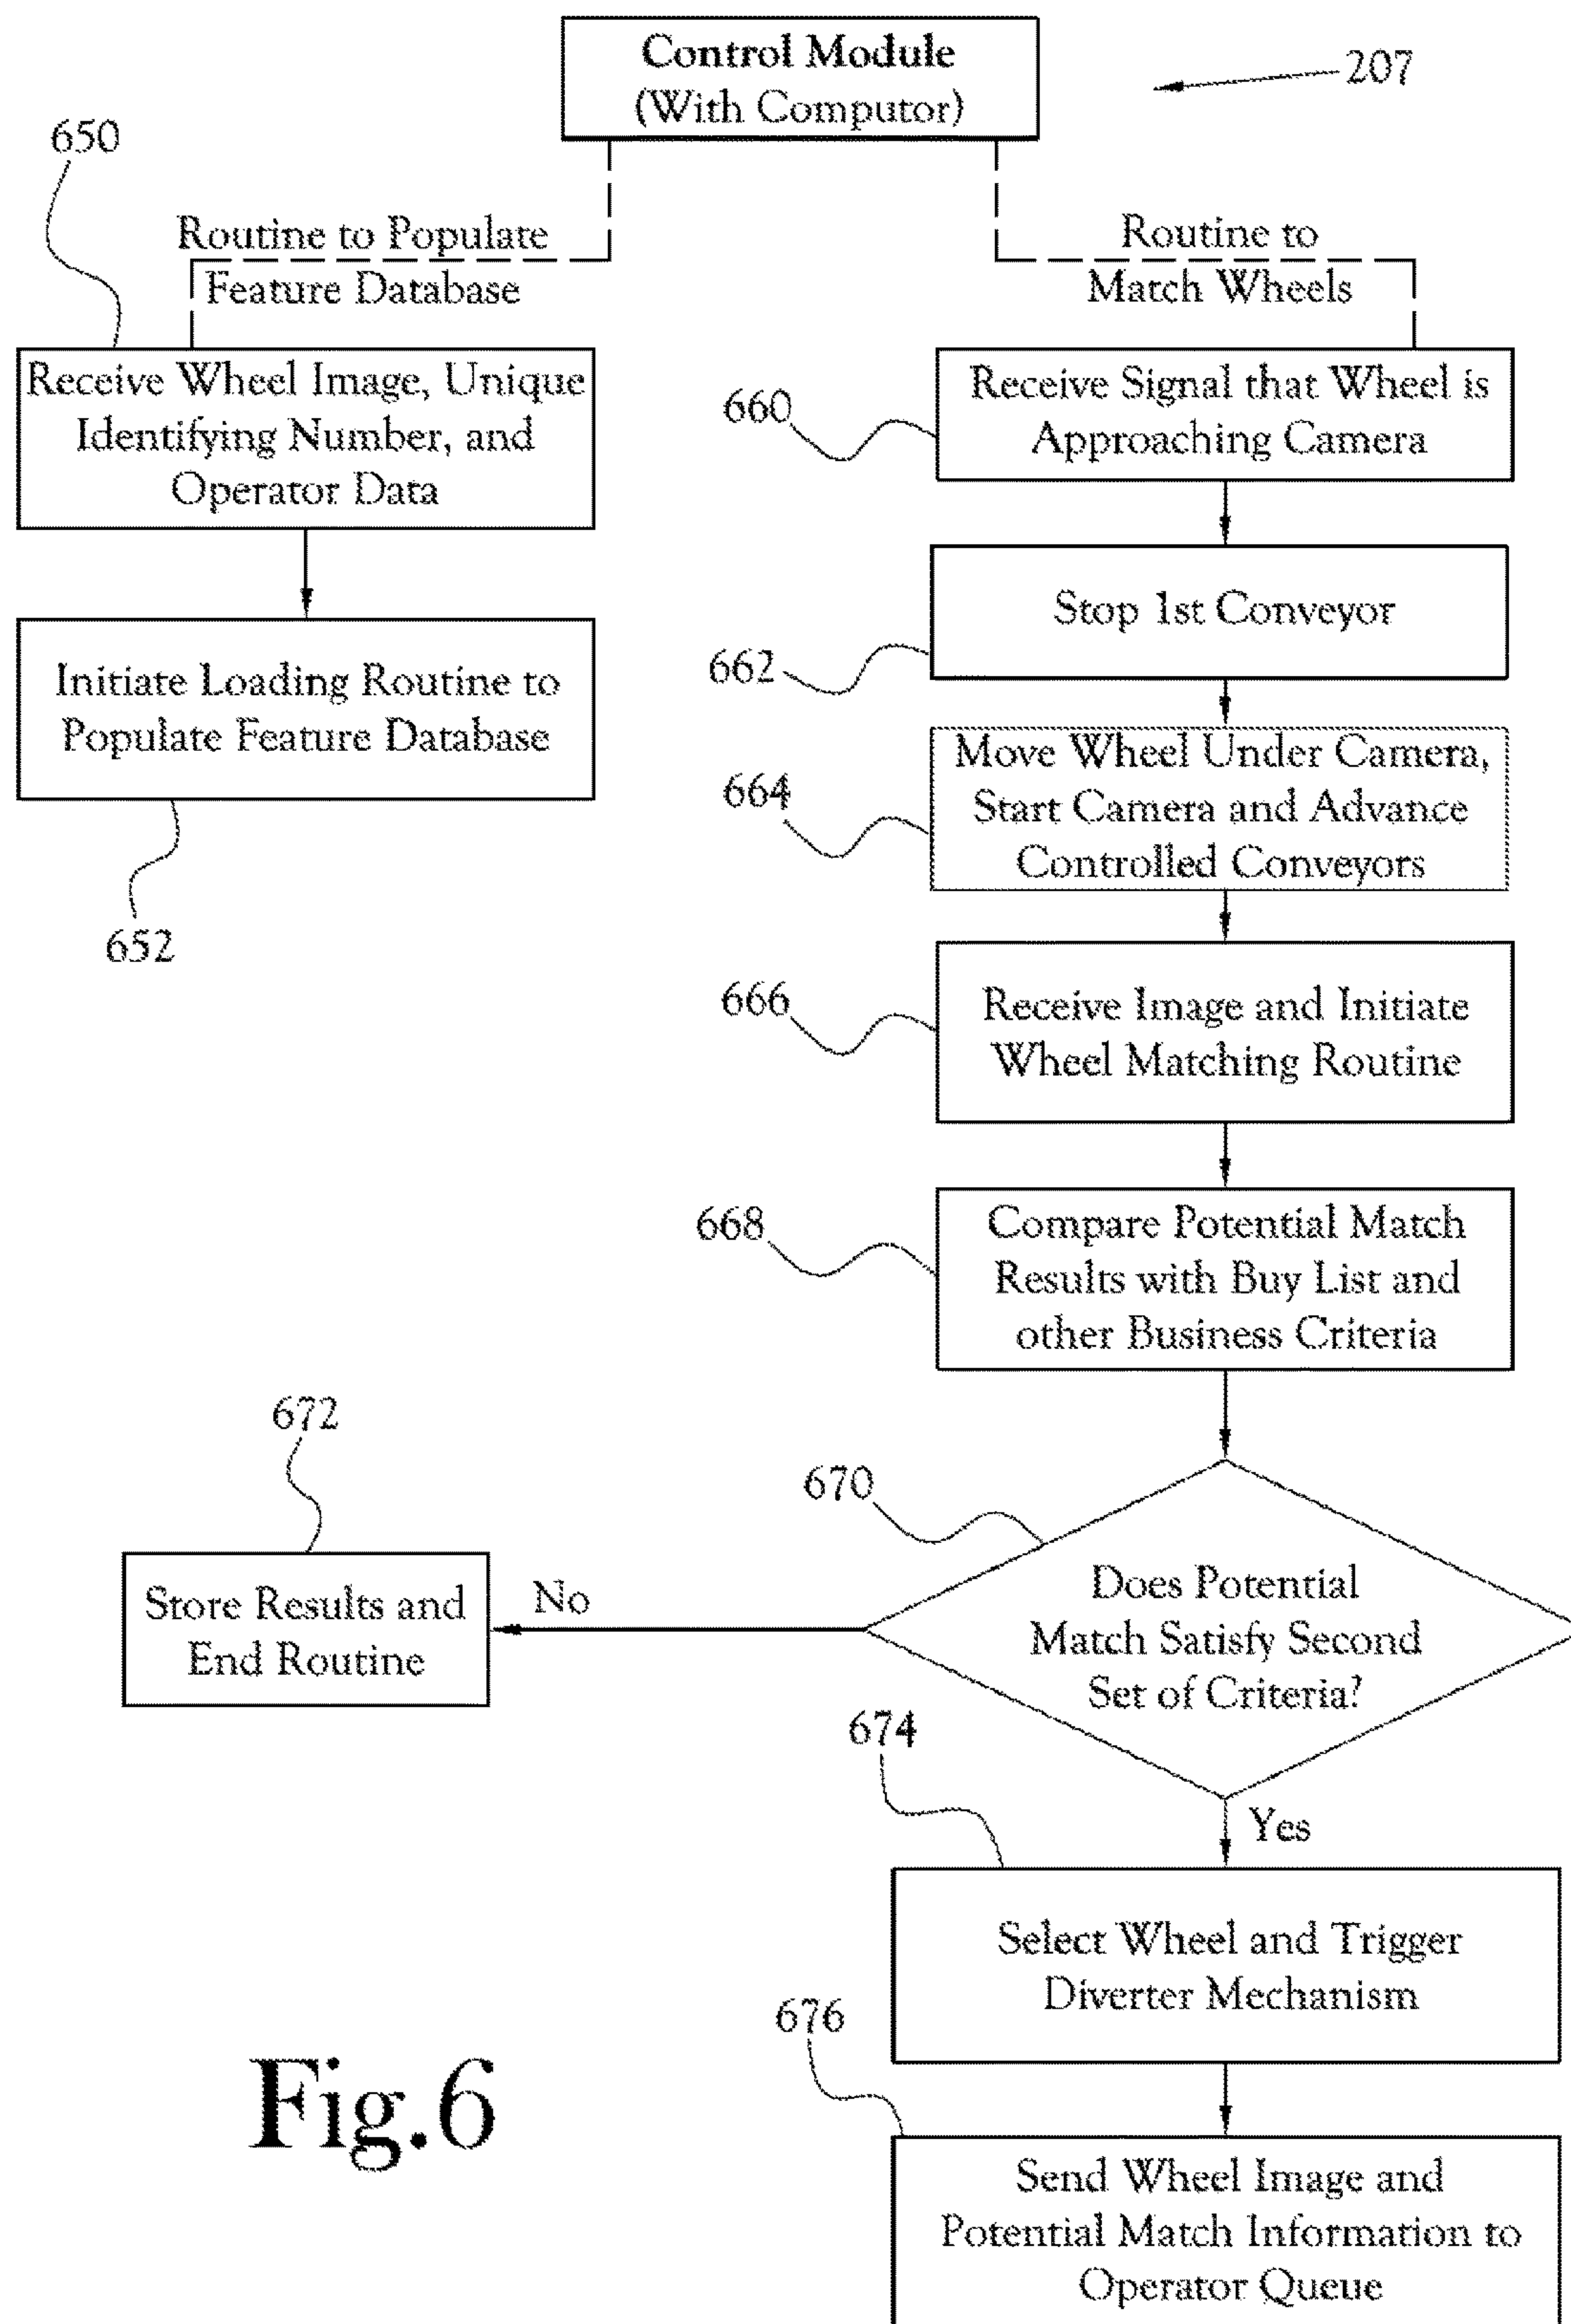 Control Module
(With Computor)
207
650
Routine to Populate
Feature Database
Routine to
Match Wheels
Receive Wheel Image, Unique
Identifying Number, and
Operator Data
660
Receive Signal that Wheel is
Approaching Camera
Initiate Loading Routine to
Populate Feature Database
652
662
Stop 1st Conveyor
664
Move Wheel Under Camera,
Start Camera and Advance
Controlled Conveyors
666
Receive Image and Initiate
Wheel Matching Routine
668
Compare Potential Match
Results with Buy List and
other Business Criteria
672
670
Store Results and
End Routine
No
Does Potential
Match Satisfy Second
Set of Criteria?
674
Yes
Select Wheel and Trigger
Diverter Mechanism
676
Send Wheel Image and
Potential Match Information to
Operator Queue
Fig.6